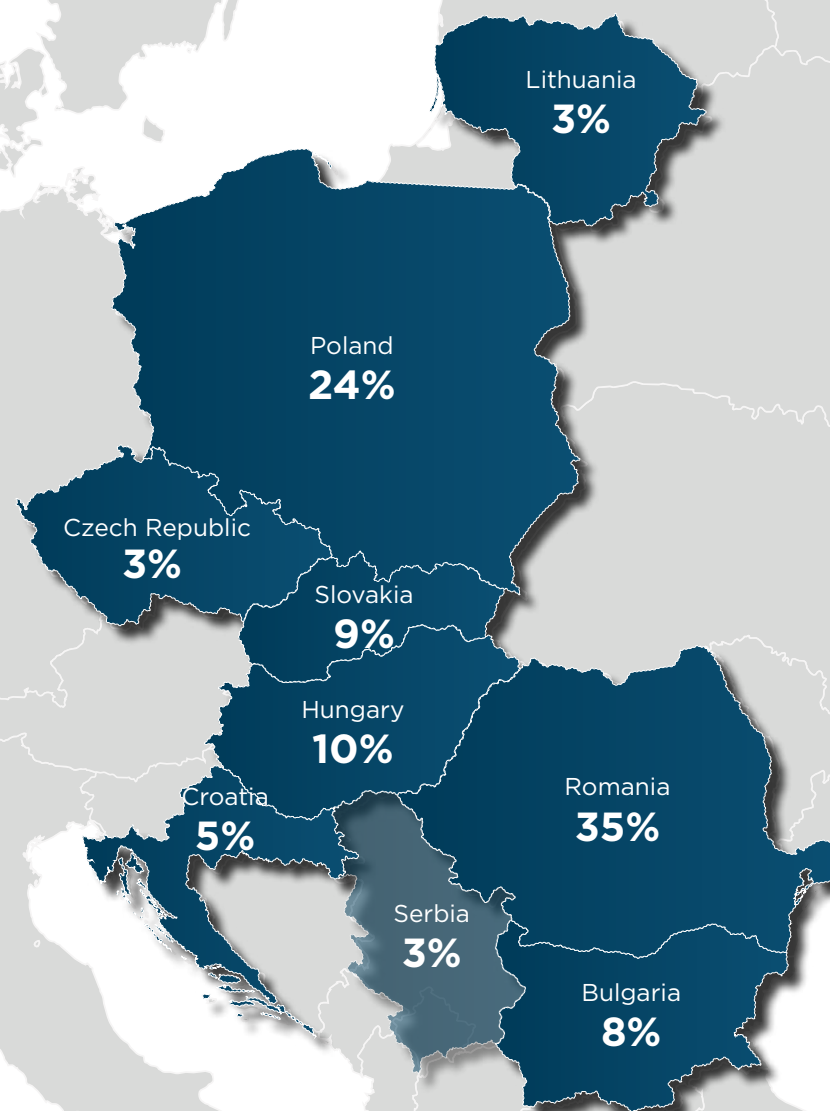 Lithuania
3%
Poland
24%
Czech Republic
3%
Slovakia
9%
Hungary
10%
Croatia
5%
Romania
35%
Serbia
3%
Bulgaria
8%